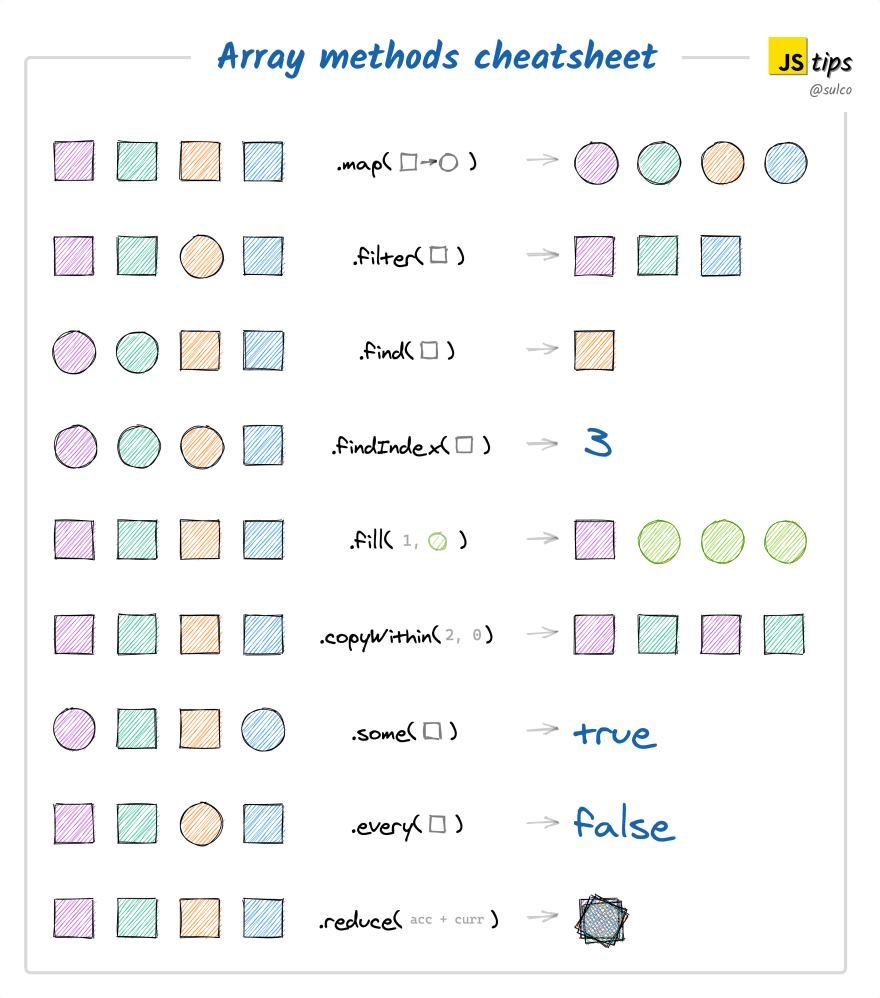 Array methods cheatsheet
JS tips
@sulco
.map( )
.filter( )
.find( )
.findIndex( )
3
.fill( 1, )
.copyWithin( 2, 0 )
.some( )
true
.every( )
false
.reduce( acc + curr )